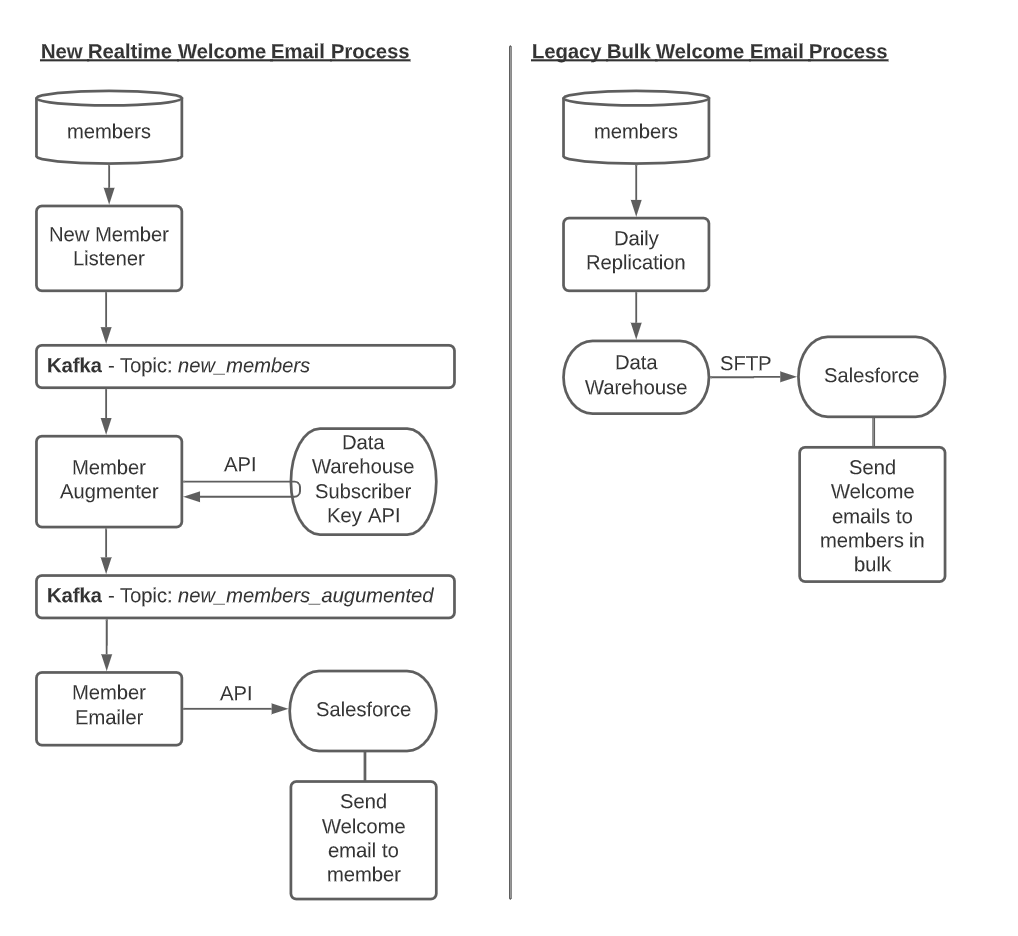 New Realtime Welcome Email Process
members
New Member
Listener
Kafka - Topic: new_members
Member
Augmenter
API
Data
Warehouse
Subscriber
Key API
Kafka - Topic: new_members_augumented
Member
Emailer
API
Salesforce
Send
Welcome
email to
member
Legacy Bulk Welcome Email Process
members
Daily
Replication
Data
Warehouse
SFTP
Salesforce
Send
Welcome
emails to
members in
bulk